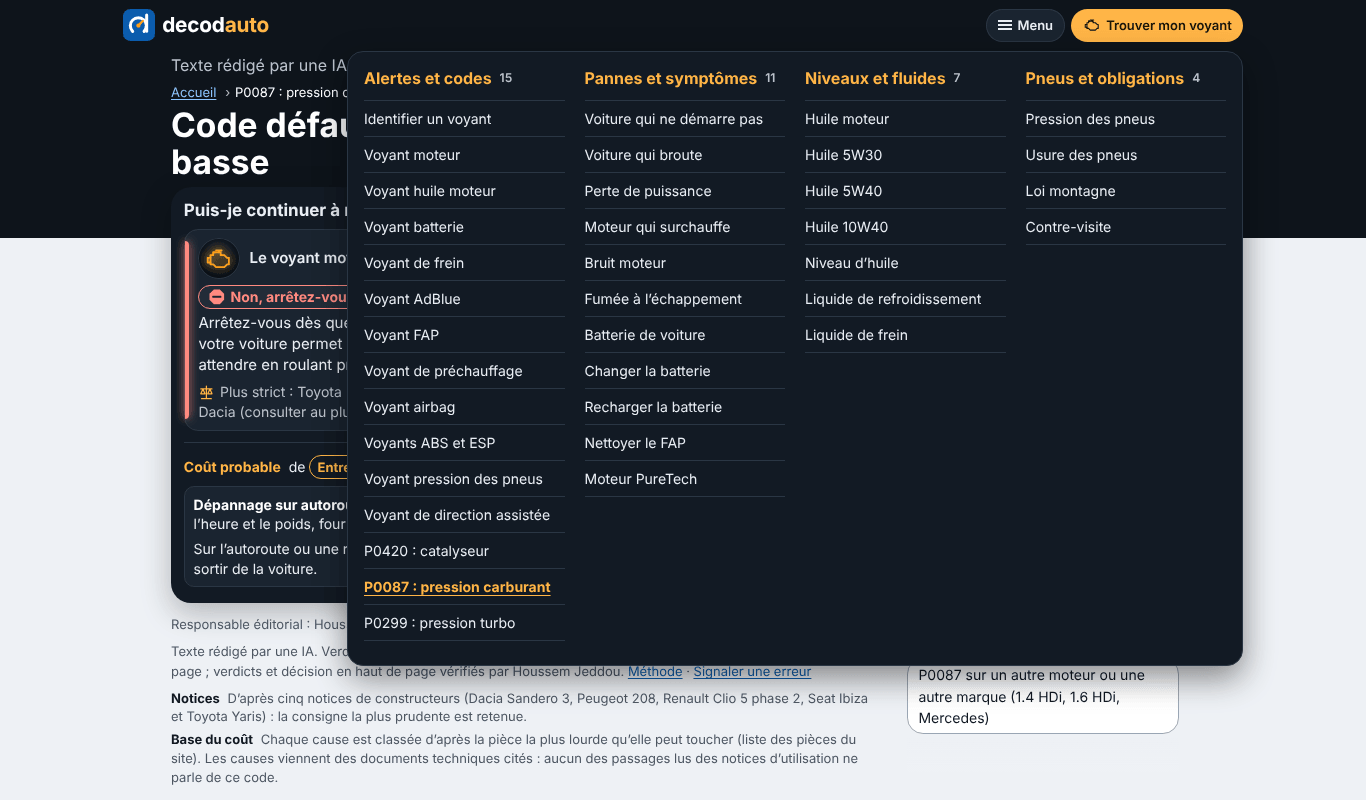 decodauto
Menu
Trouver mon voyant
Texte rédigé par une IA
Accueil › P0087 : pression
Code
basse
Puis-je continuer à
Le voyant
Non, arrêtez-vou
Arrêtez-vous dès que
votre voiture permet
attendre en roulant
Plus strict : Toyota
Dacia (consulter au
Coût probable de
Dépannage sur
l’heure et le poids,
Sur l’autoroute ou une
sortir de la voiture.
Alertes et codes 15
Identifier un voyant
Voyant moteur
Voyant huile moteur
Voyant batterie
Voyant de frein
Voyant AdBlue
Voyant FAP
Voyant de préchauffage
Voyant airbag
Voyants ABS et ESP
Voyant pression des pneus
Voyant de direction assistée
P0420 : catalyseur
P0087 : pression carburant
P0299 : pression turbo
Pannes et symptômes 11
Voiture qui ne démarre pas
Voiture qui broute
Perte de puissance
Moteur qui surchauffe
Bruit moteur
Fumée à l’échappement
Batterie de voiture
Changer la batterie
Recharger la batterie
Nettoyer le FAP
Moteur PureTech
Niveaux et fluides 7
Huile moteur
Huile 5W30
Huile 5W40
Huile 10W40
Niveau d’huile
Liquide de refroidissement
Liquide de frein
Pneus et obligations 4
Pression des pneus
Usure des pneus
Loi montagne
Contre-visite
Responsable éditorial :
Texte rédigé par une IA.
page ; verdicts et décision en haut de page vérifiés par Houssem Jeddou. Méthode · Signaler une erreur
Notices D’après cinq notices de constructeurs (Dacia Sandero 3, Peugeot 208, Renault Clio 5 phase 2, Seat Ibiza
et Toyota Yaris) : la consigne la plus prudente est retenue.
Base du coût Chaque cause est classée d’après la pièce la plus lourde qu’elle peut toucher (liste des pièces du
site). Les causes viennent des documents techniques cités : aucun des passages lus des notices d’utilisation ne
parle de ce code.
P0087 sur un autre moteur ou une
autre marque (1.4 HDi, 1.6 HDi,
Mercedes)